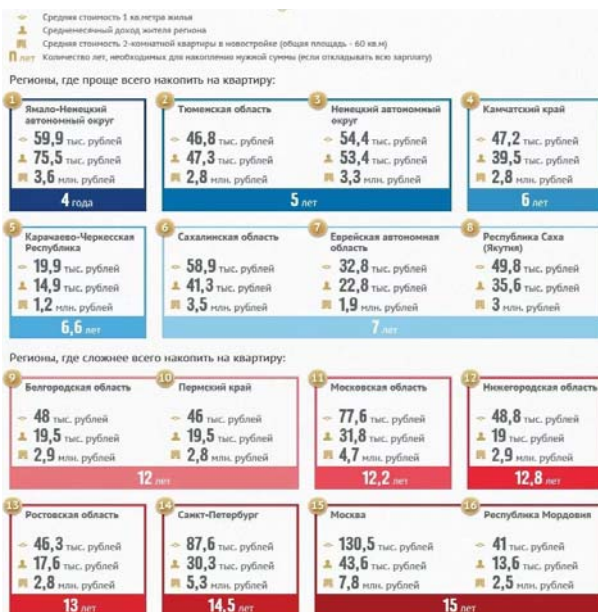 Средняя стоимость 1 кв.метра жилья
Среднемесячный доход жителя региона
Средняя стоимость 2-комнатной квартиры в новостройке (общая площадь - 60 кв.м)
П лет Количество лет, необходимых для накопления нужной суммы (если откладывать всю зарплату)
Регионы, где проще всего накопить на квартиру:
1
Ямало-Ненецкий
автономный округ
59,9 тыс. рублей
75,5 тыс. рублей
3,6 млн. рублей
4 года
2
Тюменская область
46,8 тыс. рублей
47,3 тыс. рублей
2,8 млн. рублей
3
Ненецкий автономный
округ
54,4 тыс. рублей
53,4 тыс. рублей
3,3 млн. рублей
5 лет
4
Камчатский край
47,2 тыс. рублей
39,5 тыс. рублей
2,8 млн. рублей
6 лет
5
Карачаево-Черкесская
Республика
19,9 тыс. рублей
14,9 тыс. рублей
1,2 млн. рублей
6,6 лет
6
Сахалинская область
58,9 тыс. рублей
41,3 тыс. рублей
3,5 млн. рублей
7
Еврейская автономная
область
32,8 тыс. рублей
22,8 тыс. рублей
1,9 млн. рублей
8
Республика Саха
(Якутия)
49,8 тыс. рублей
35,6 тыс. рублей
3 млн. рублей
7 лет
Регионы, где сложнее всего накопить на квартиру:
9
Белгородская область
48 тыс. рублей
19,5 тыс. рублей
2,9 млн. рублей
10
Пермский край
46 тыс. рублей
19,5 тыс. рублей
2,8 млн. рублей
12 лет
11
Московская область
77,6 тыс. рублей
31,8 тыс. рублей
4,7 млн. рублей
12,2 лет
12
Нижегородская область
48,8 тыс. рублей
19 тыс. рублей
2,9 млн. рублей
12,8 лет
13
Ростовская область
46,3 тыс. рублей
17,6 тыс. рублей
2,8 млн. рублей
13 лет
14
Санкт-Петербург
87,6 тыс. рублей
30,3 тыс. рублей
5,3 млн. рублей
14,5 лет
15
Москва
130,5 тыс. рублей
43,6 тыс. рублей
7,8 млн. рублей
16
Республика Мордовия
41 тыс. рублей
13,6 тыс. рублей
2,5 млн. рублей
15 лет